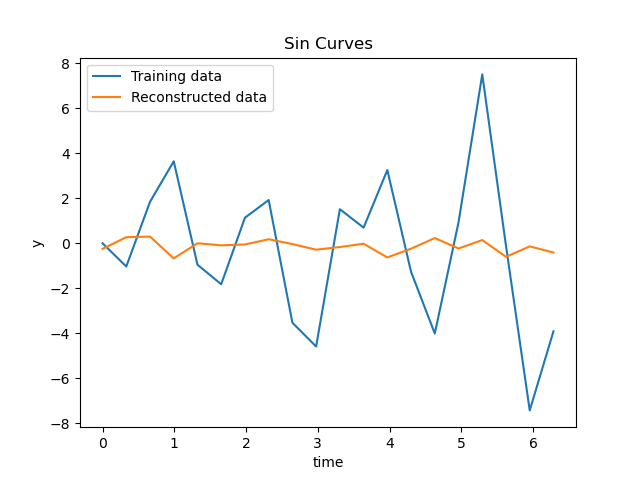 Sin Curves
Training data
Reconstructed data
8
6
4
2
0
−2
−4
−6
−8
y
0 1 2 3 4 5 6
time